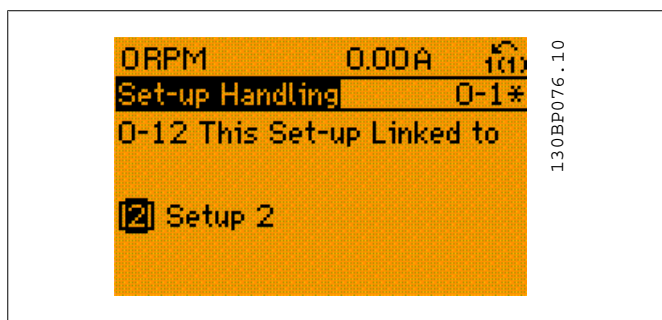 0RPM 0.00A 1(1)
Set-up Handling 0-1*
0-12 This Set-up Linked to
[2] Setup 2
130BP076.10